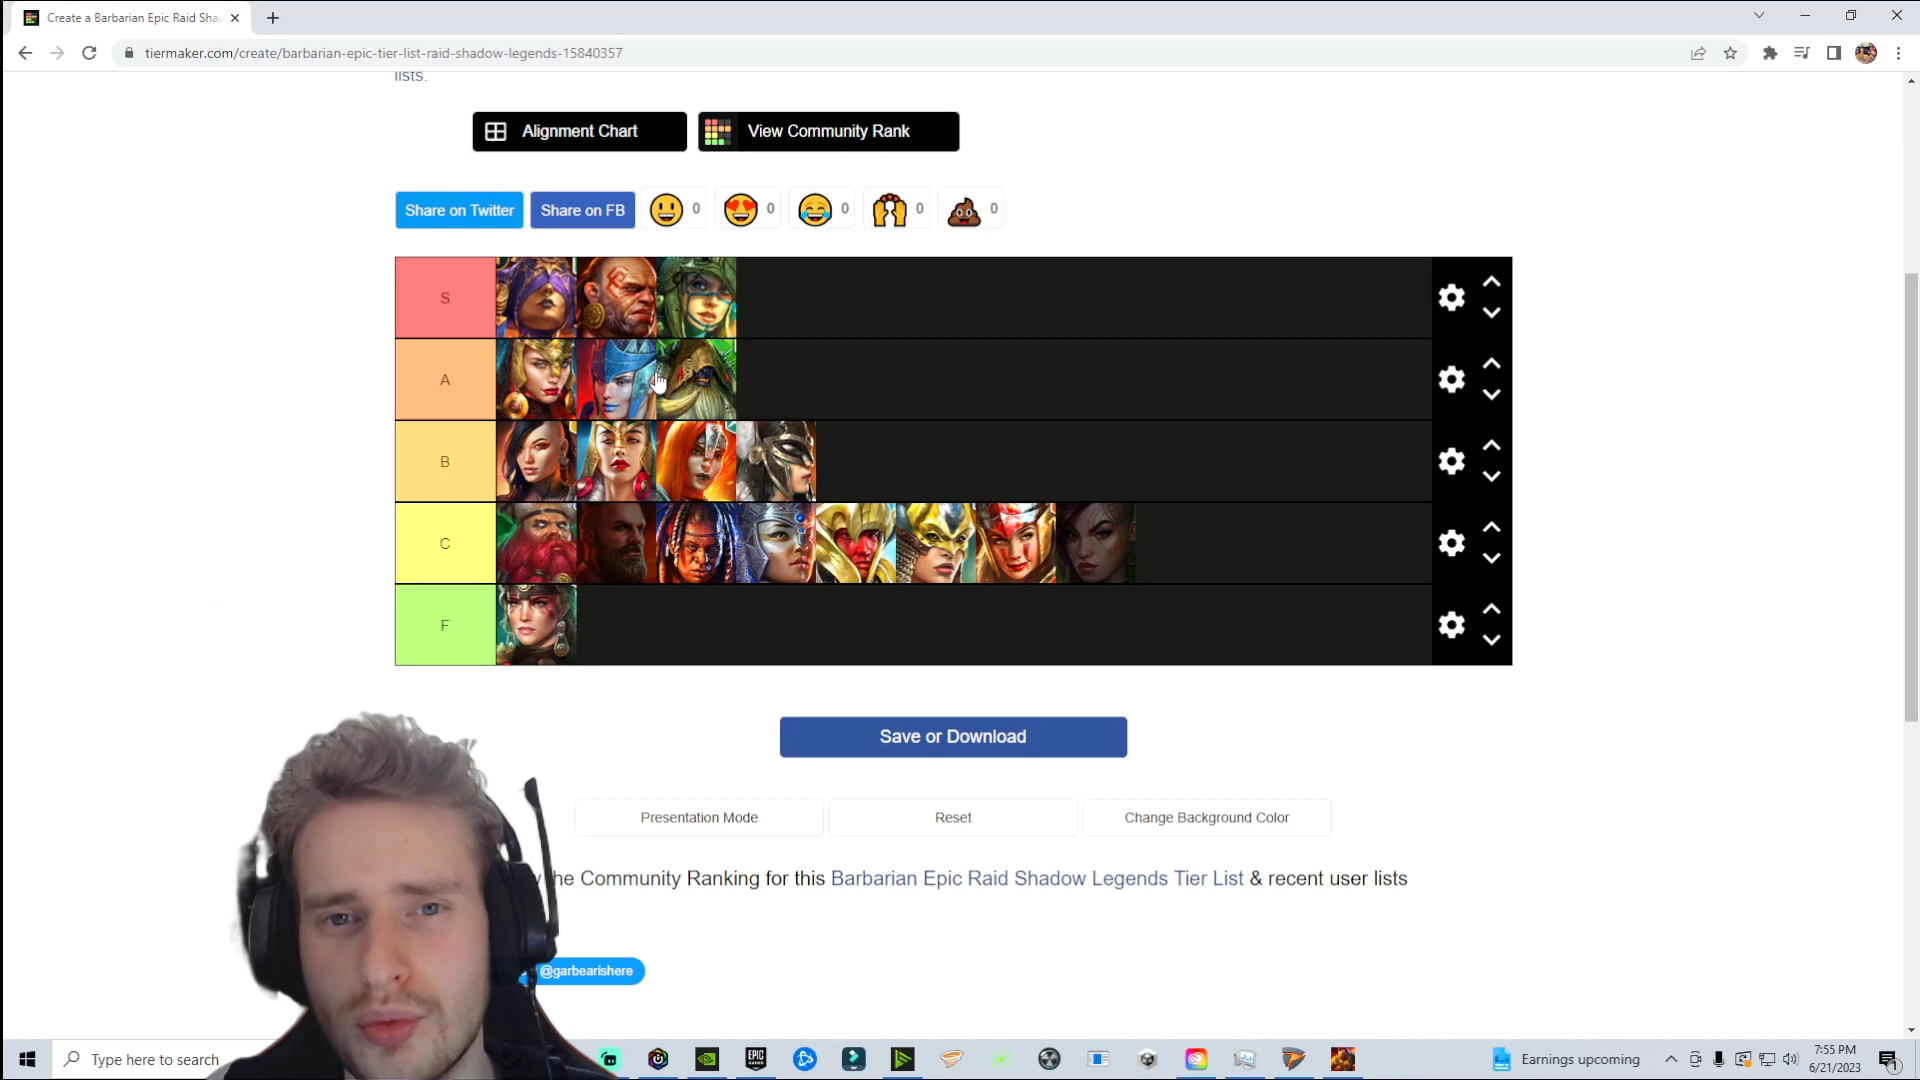 Create a Barbarian Epic Raid Sha
tiermaker.com/create/barbarian-epic-tier-list-raid-shadow-legends-15840357
lists.
Alignment Chart
View Community Rank
Share on Twitter
Share on FB
0
0
0
0
0
S
A
B
C
F
Save or Download
Presentation Mode
Reset
Change Background Color
he Community Ranking for this Barbarian Epic Raid Shadow Legends Tier List & recent user lists
@garbearishere
Type here to search
EPIC
GAMES
Earnings upcoming
7:55 PM
6/21/2023
1